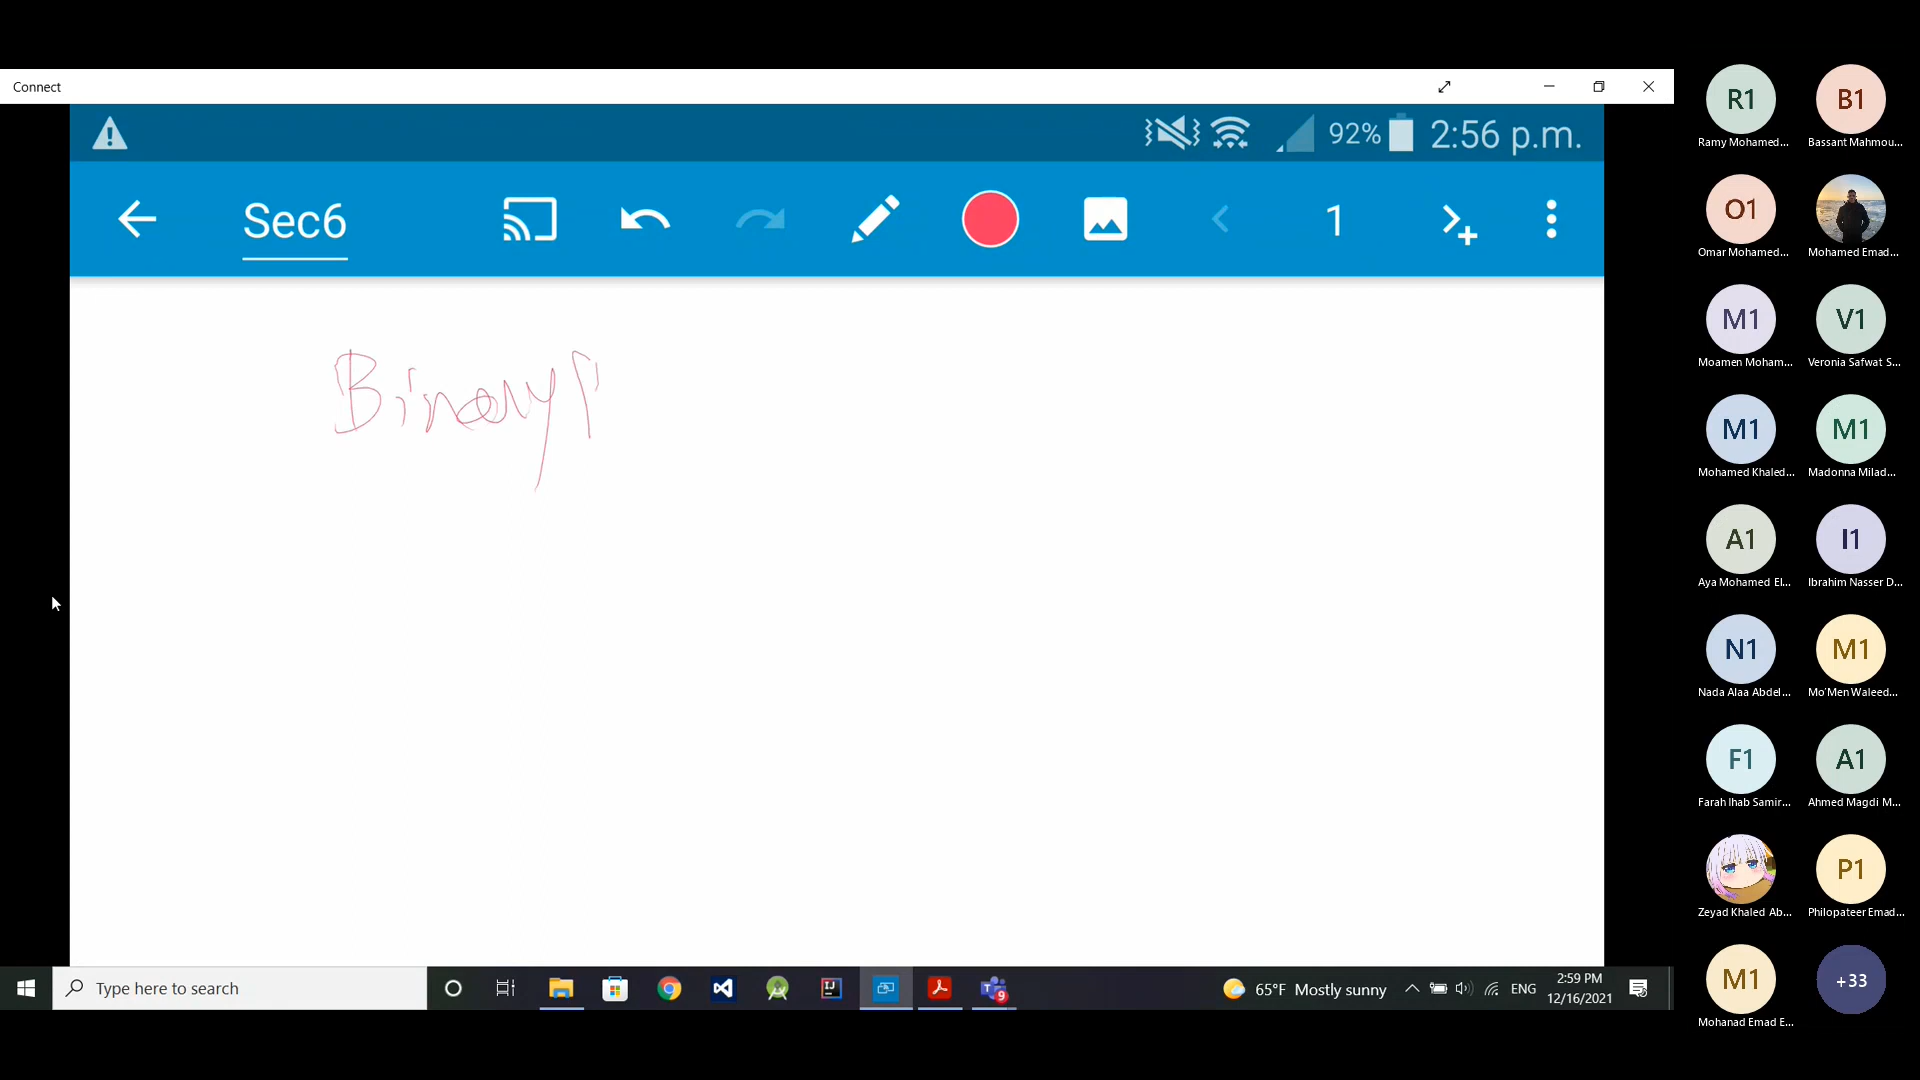 Connect
92% 2:56 p.m.
Sec6
1
Binary
R1
B1
Ramy Mohamed...
Bassant Mahmou...
O1
Omar Mohamed...
Mohamed Emad...
M1
V1
Moamen Moham...
Veronia Safwat S...
M1
M1
Mohamed Khaled...
Madonna Milad...
A1
I1
Aya Mohamed El...
Ibrahim Nasser D...
N1
M1
Nada Alaa Abdel...
Mo'Men Waleed...
F1
A1
Farah Ihab Samir...
Ahmed Magdi M...
P1
Zeyad Khaled Ab...
Philopateer Emad...
M1
+33
Mohanad Emad E...
Type here to search
9
65°F Mostly sunny
ENG
2:59 PM
12/16/2021